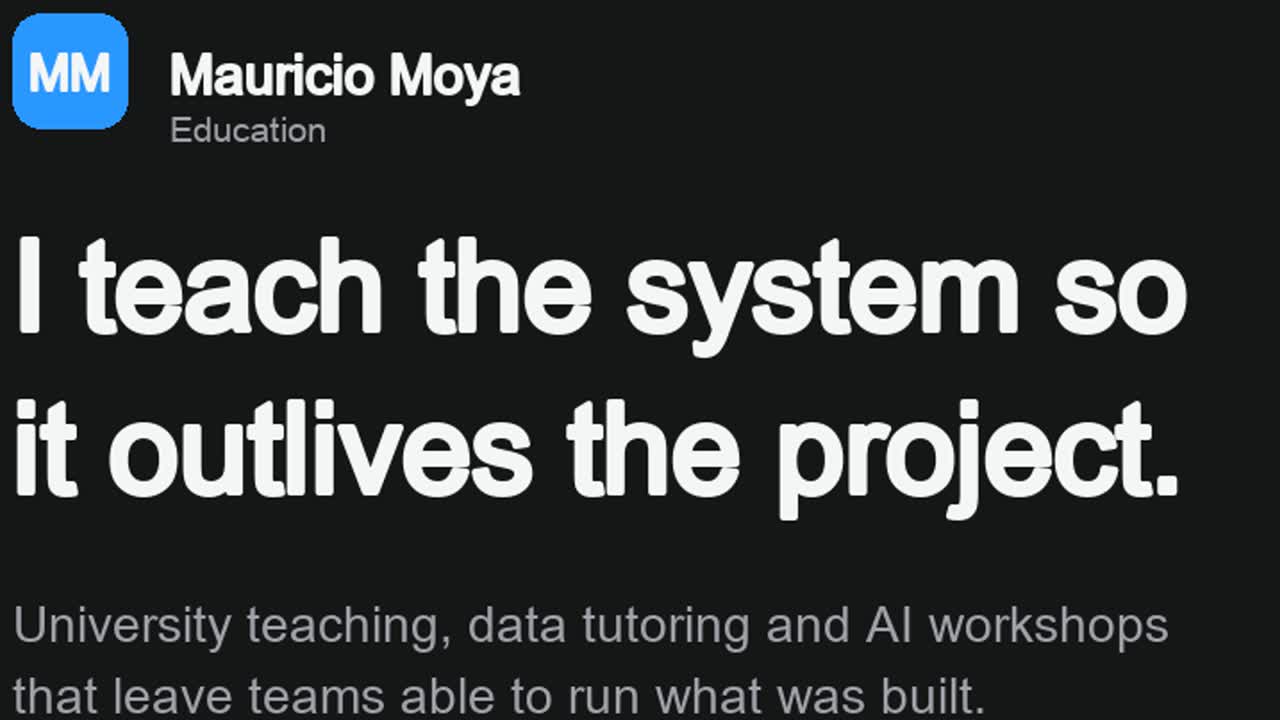 MM
Mauricio Moya
Education
I teach the system so
it outlives the project.
University teaching, data tutoring and AI workshops
that leave teams able to run what was built.